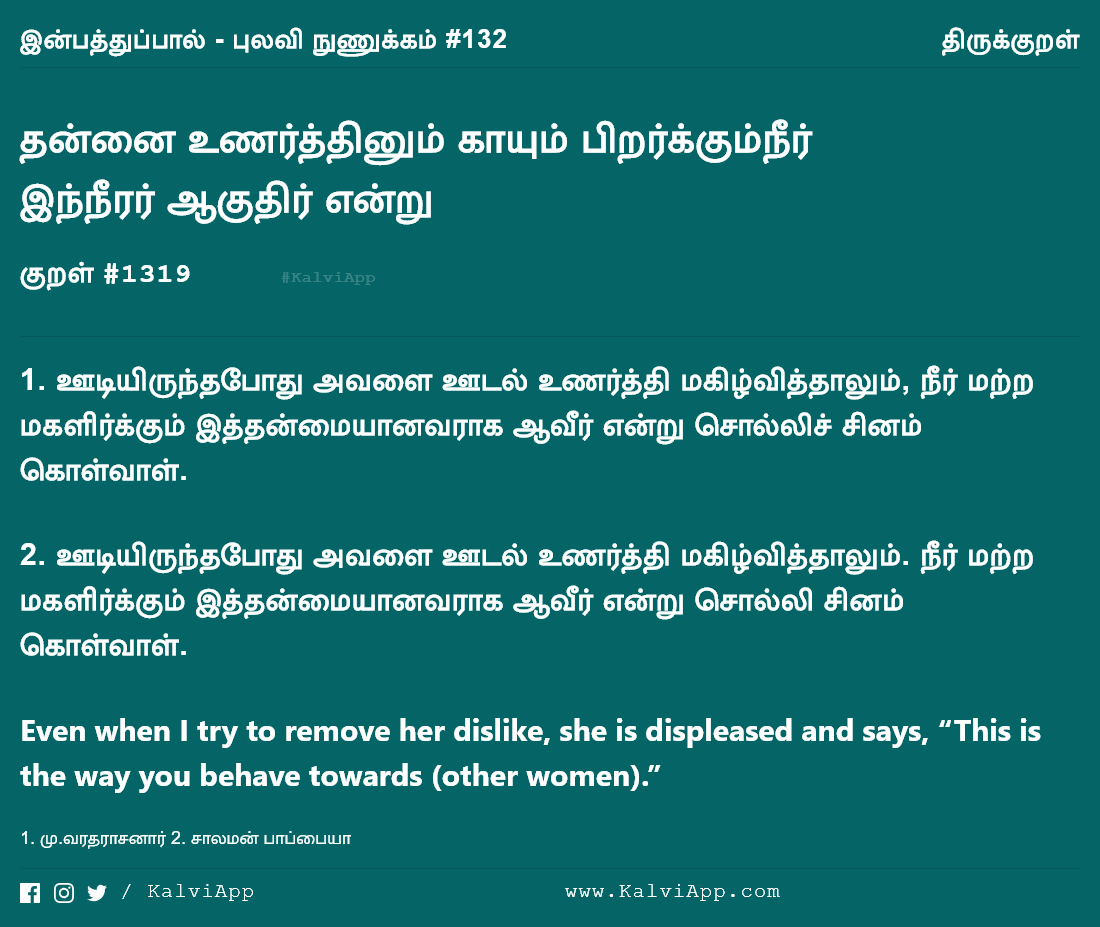 இன்பத்துப்பால் - புலவி நுணுக்கம் #132
திருக்குறள்
தன்னை உணர்த்தினும் காயும் பிறர்க்கும்நீர்
இந்நீரர் ஆகுதிர் என்று
குறள் #1319
#KalviApp
1. ஊடியிருந்தபோது அவளை ஊடல் உணர்த்தி மகிழ்வித்தாலும், நீர் மற்ற
மகளிர்க்கும் இத்தன்மையானவராக ஆவீர் என்று சொல்லிச் சினம்
கொள்வாள்.
2. ஊடியிருந்தபோது அவளை ஊடல் உணர்த்தி மகிழ்வித்தாலும். நீர் மற்ற
மகளிர்க்கும் இத்தன்மையானவராக ஆவீர் என்று சொல்லி சினம்
கொள்வாள்.
Even when I try to remove her dislike, she is displeased and says, “This is
the way you behave towards (other women).”
1. மு.வரதராசனார் 2. சாலமன் பாப்பையா
/ KalviApp
www.KalviApp.com